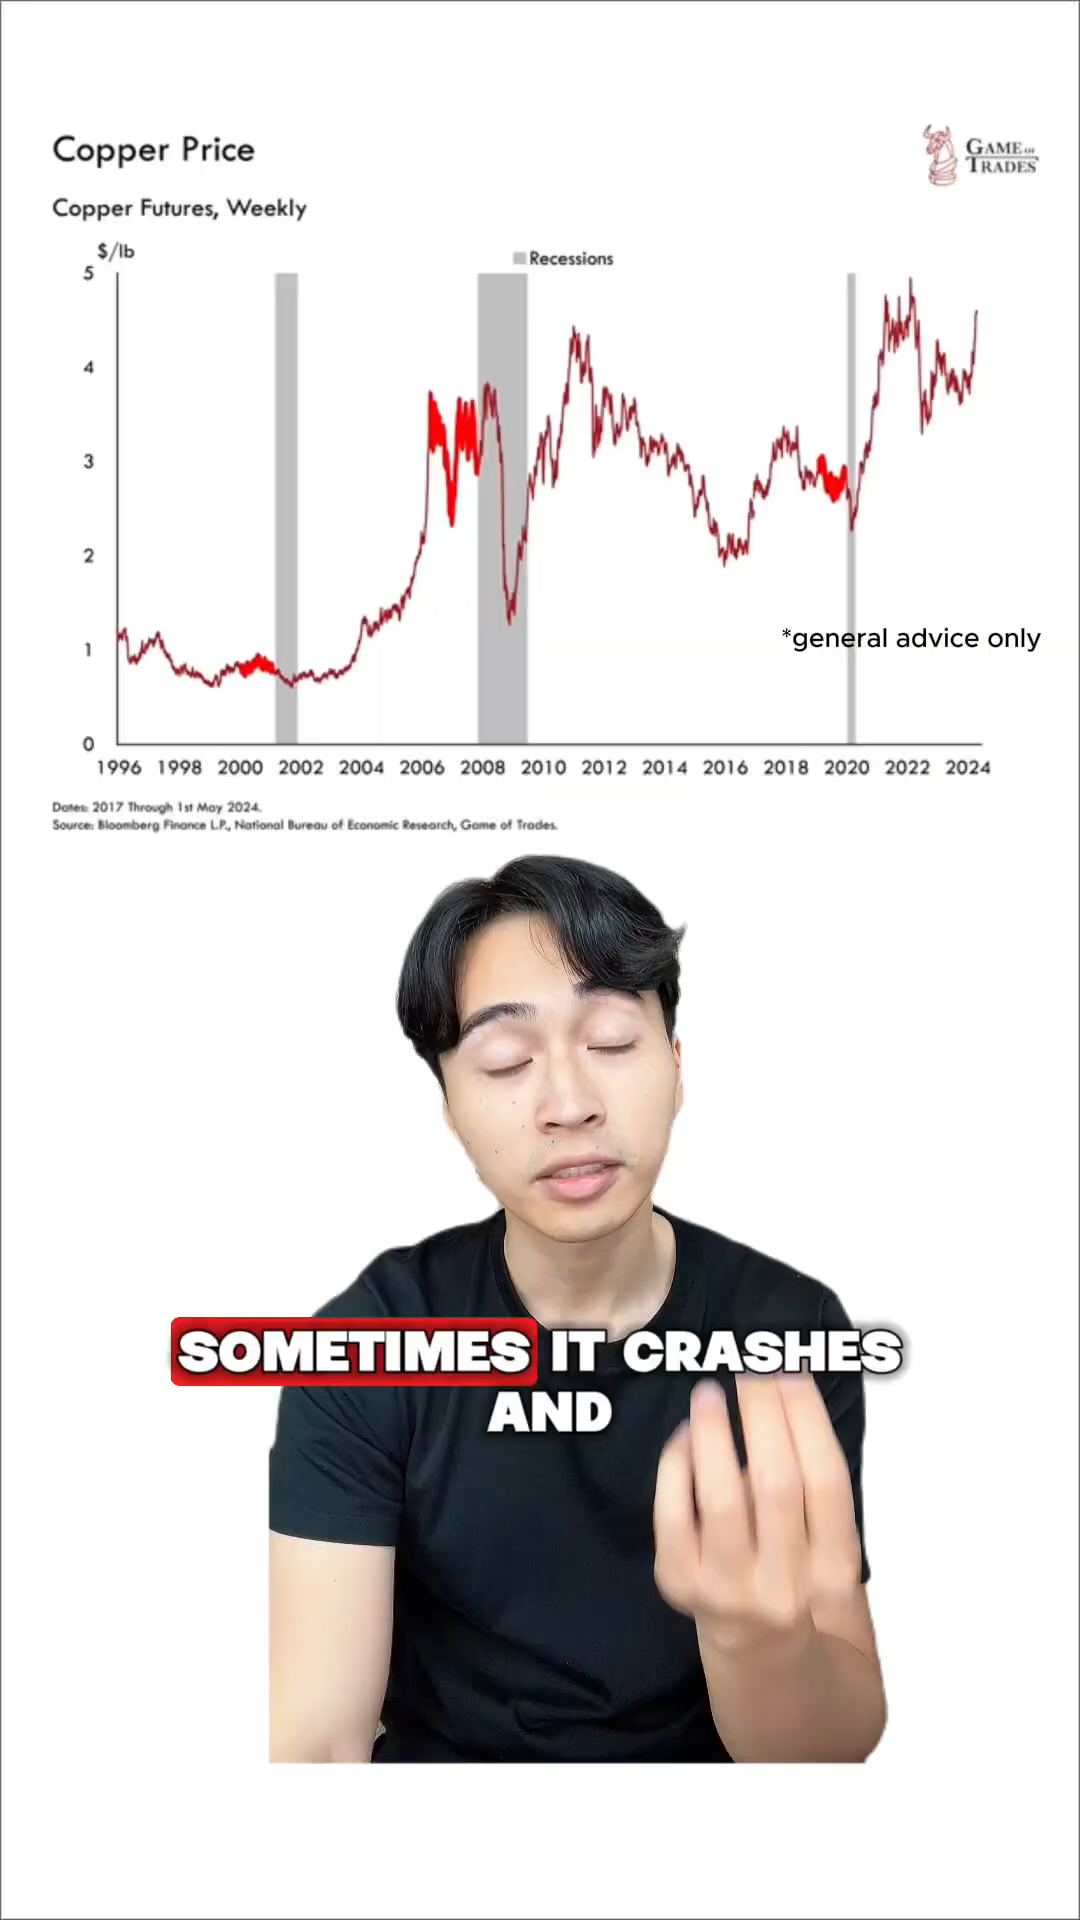 Copper Price
GAME OF
TRADES
Copper Futures, Weekly
$/lb
Recessions
5
4
3
2
1
0
*general advice only
1996 1998 2000 2002 2004 2006 2008 2010 2012 2014 2016 2018 2020 2022 2024
Dates: 2017 Through 1st May 2024.
Source: Bloomberg Finance L.P., National Bureau of Economic Research, Game of Trades.
SOMETIMES IT CRASHES
AND